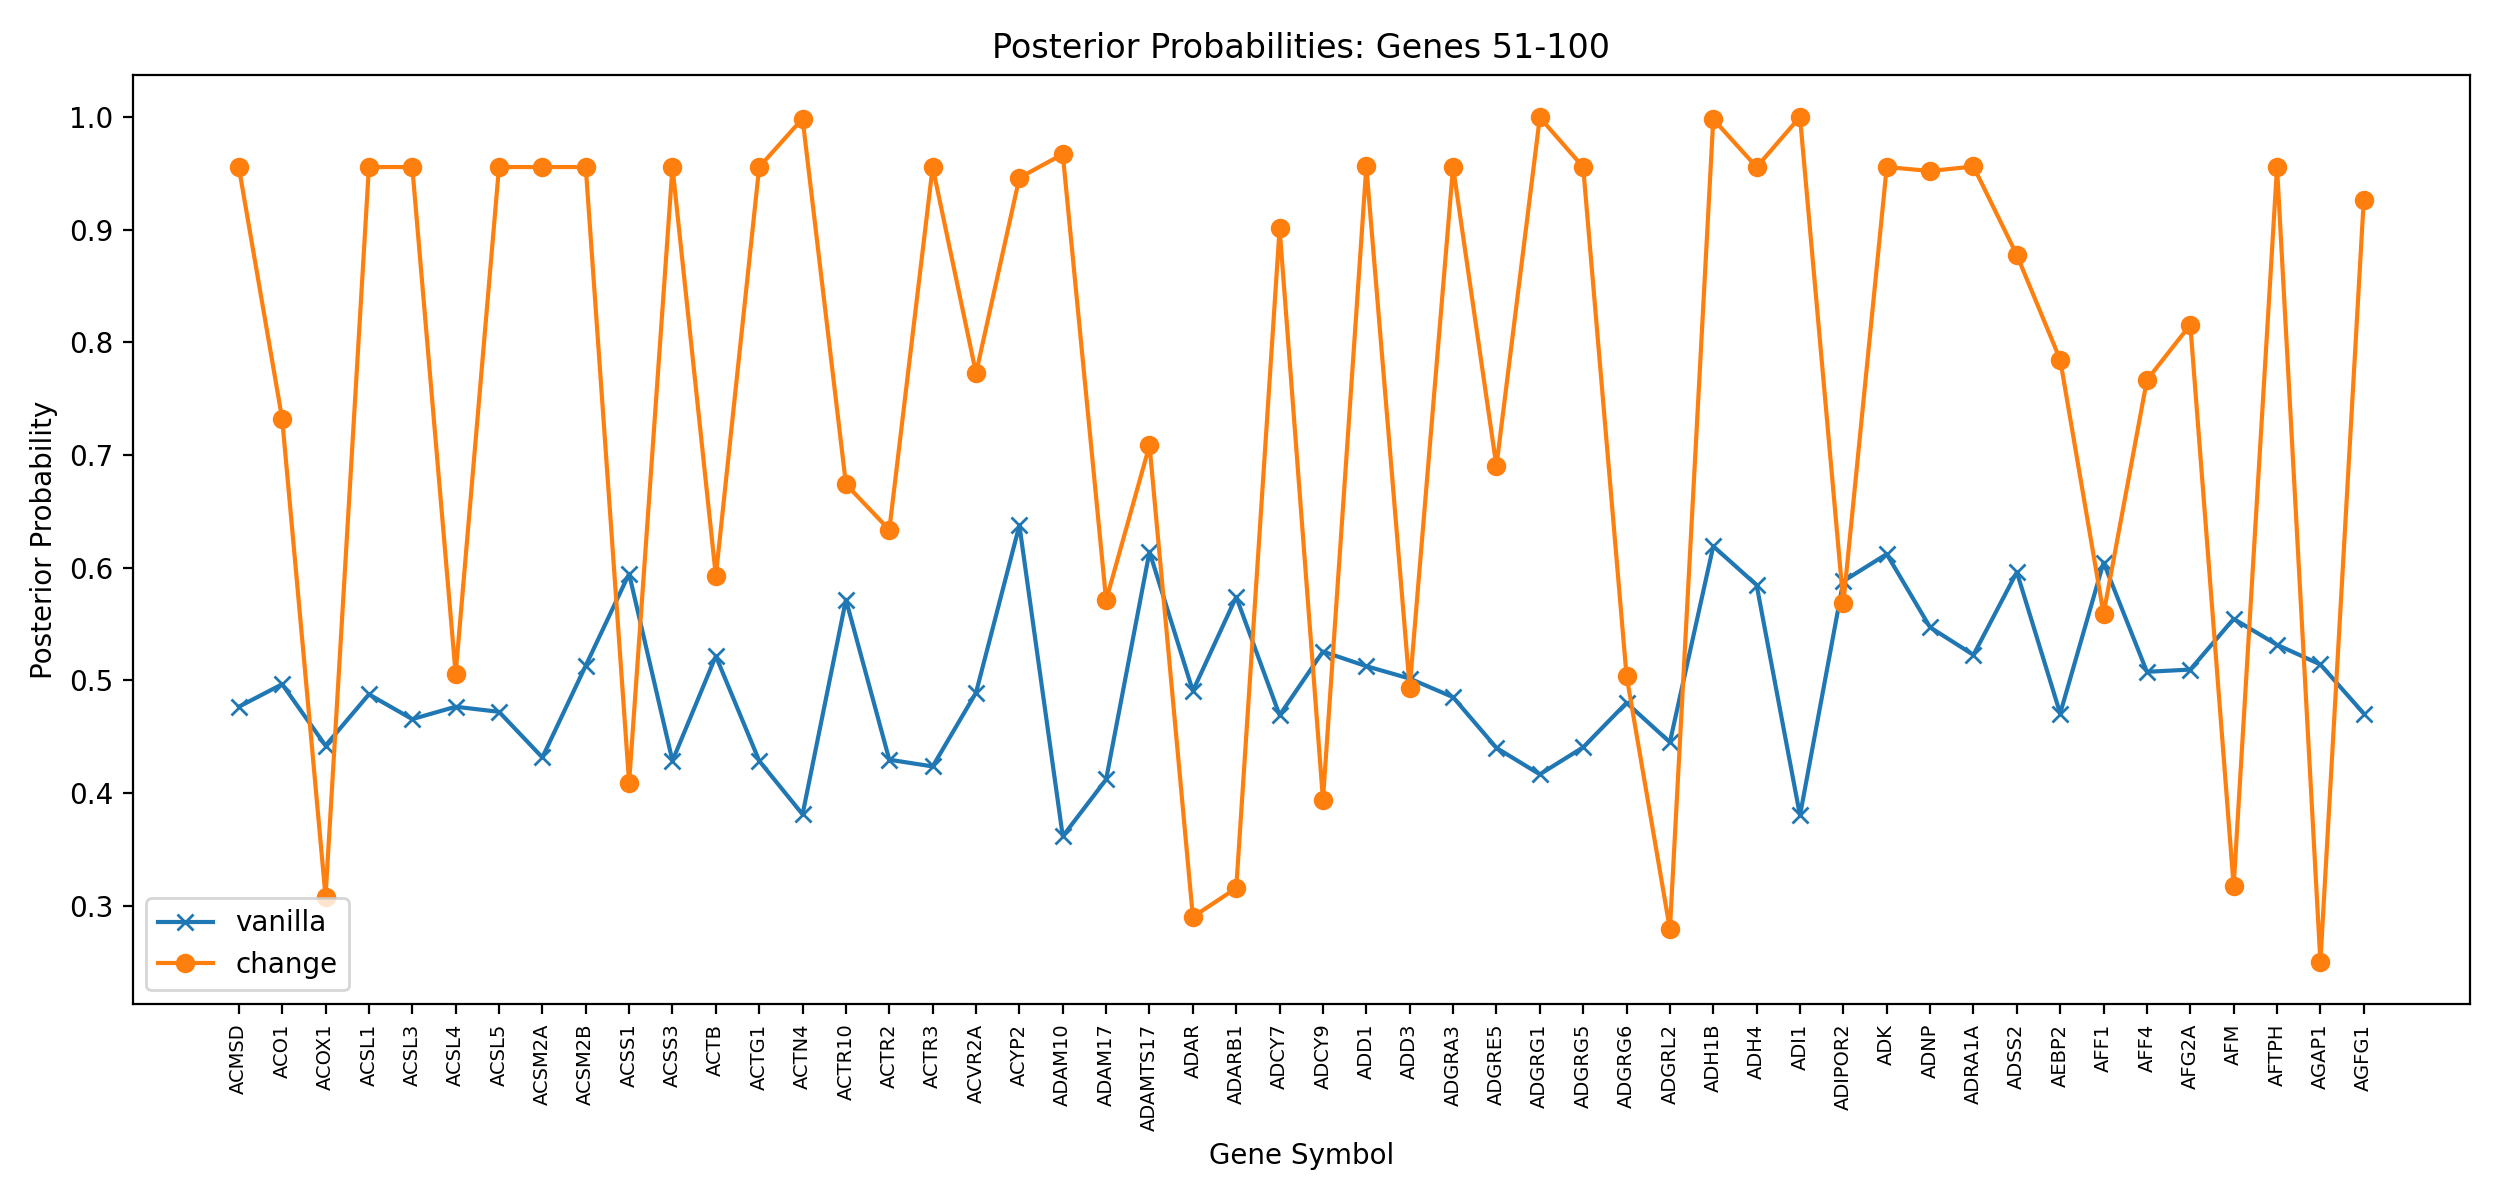 Posterior Probabilities: Genes 51-100
Posterior Probability
1.0
0.9
0.8
0.7
0.6
0.5
0.4
0.3
vanilla
change
ACMSD
ACO1
ACOX1
ACSL1
ACSL3
ACSL4
ACSL5
ACSM2A
ACSM2B
ACSS1
ACSS3
ACTB
ACTG1
ACTN4
ACTR10
ACTR2
ACTR3
ACVR2A
ACYP2
ADAM10
ADAM17
ADAMTS17
ADAR
ADARB1
ADCY7
ADCY9
ADD1
ADD3
ADGRA3
ADGRE5
ADGRG1
ADGRG5
ADGRG6
ADGRL2
ADH1B
ADH4
ADI1
ADIPOR2
ADK
ADNP
ADRA1A
ADSS2
AEBP2
AFF1
AFF4
AFG2A
AFM
AFTPH
AGAP1
AGFG1
Gene Symbol